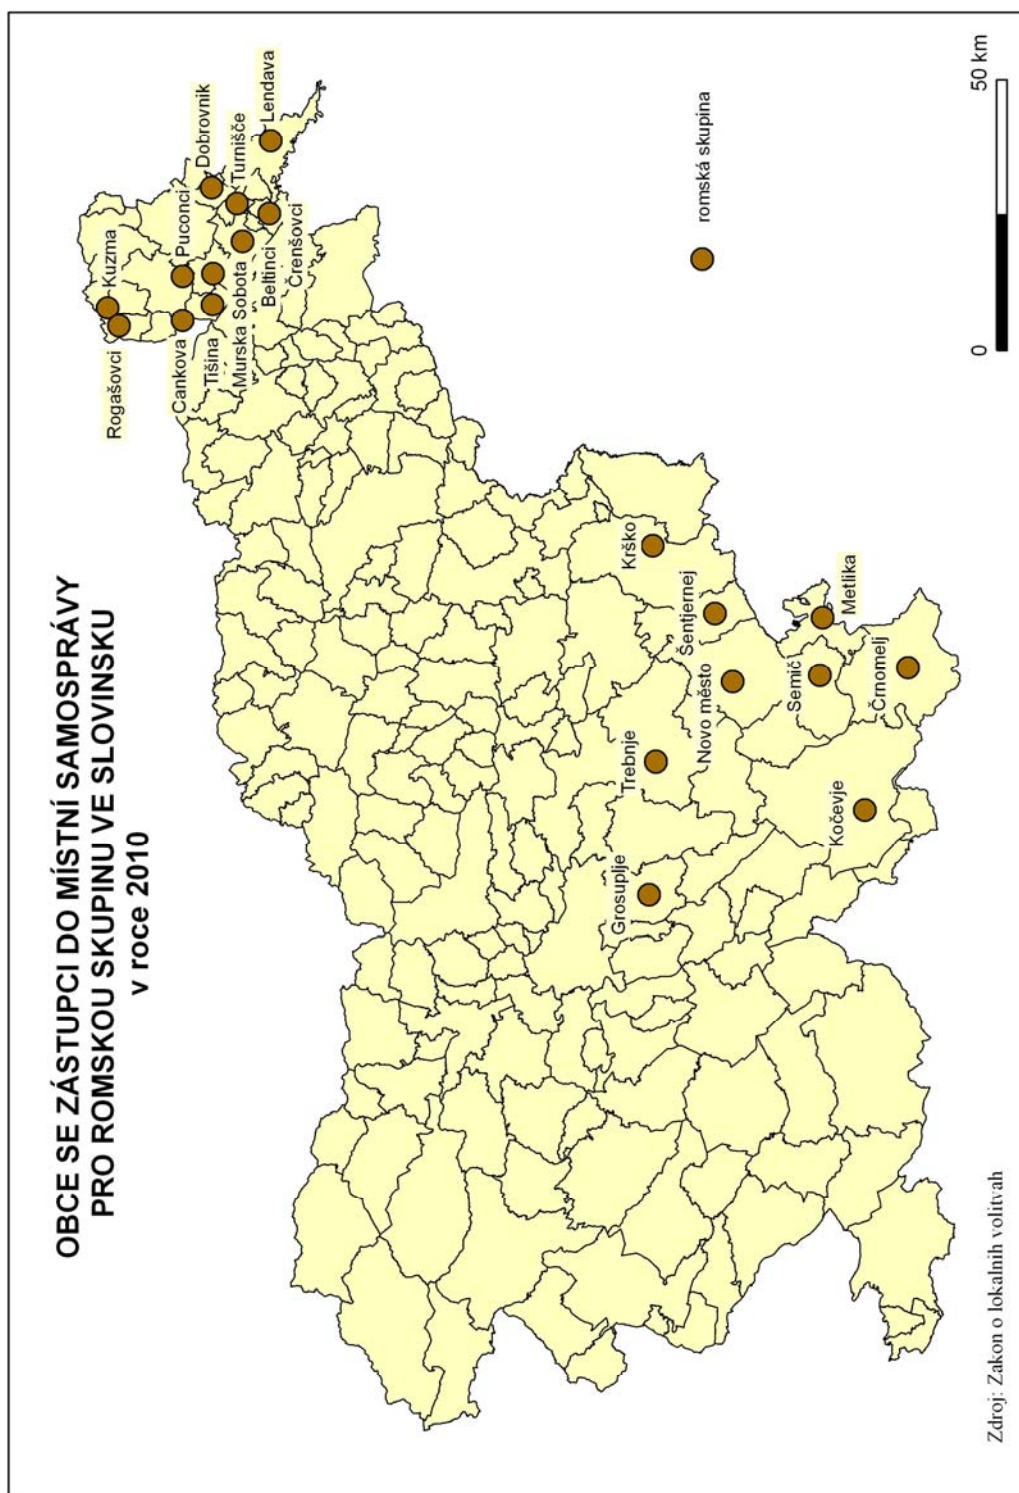 OBCE SE ZÁSTUPCI DO MÍSTNÍ SAMOSPRÁVY
PRO ROMSKOU SKUPINU VE SLOVINSKU
v roce 2010
Rogašovci
Kuzma
Cankova
Puconci
Tišina
Murska Sobota
Dobrovnik
Turnišče
Beltinci
Lendava
Črenšovci
Grosuplje
Trebnje
Krško
Šentjernej
Novo město
Semič
Metlika
Kočevje
Črnomelj
romská skupina
0
50 km
Zdroj: Zakon o lokalnih volitvah